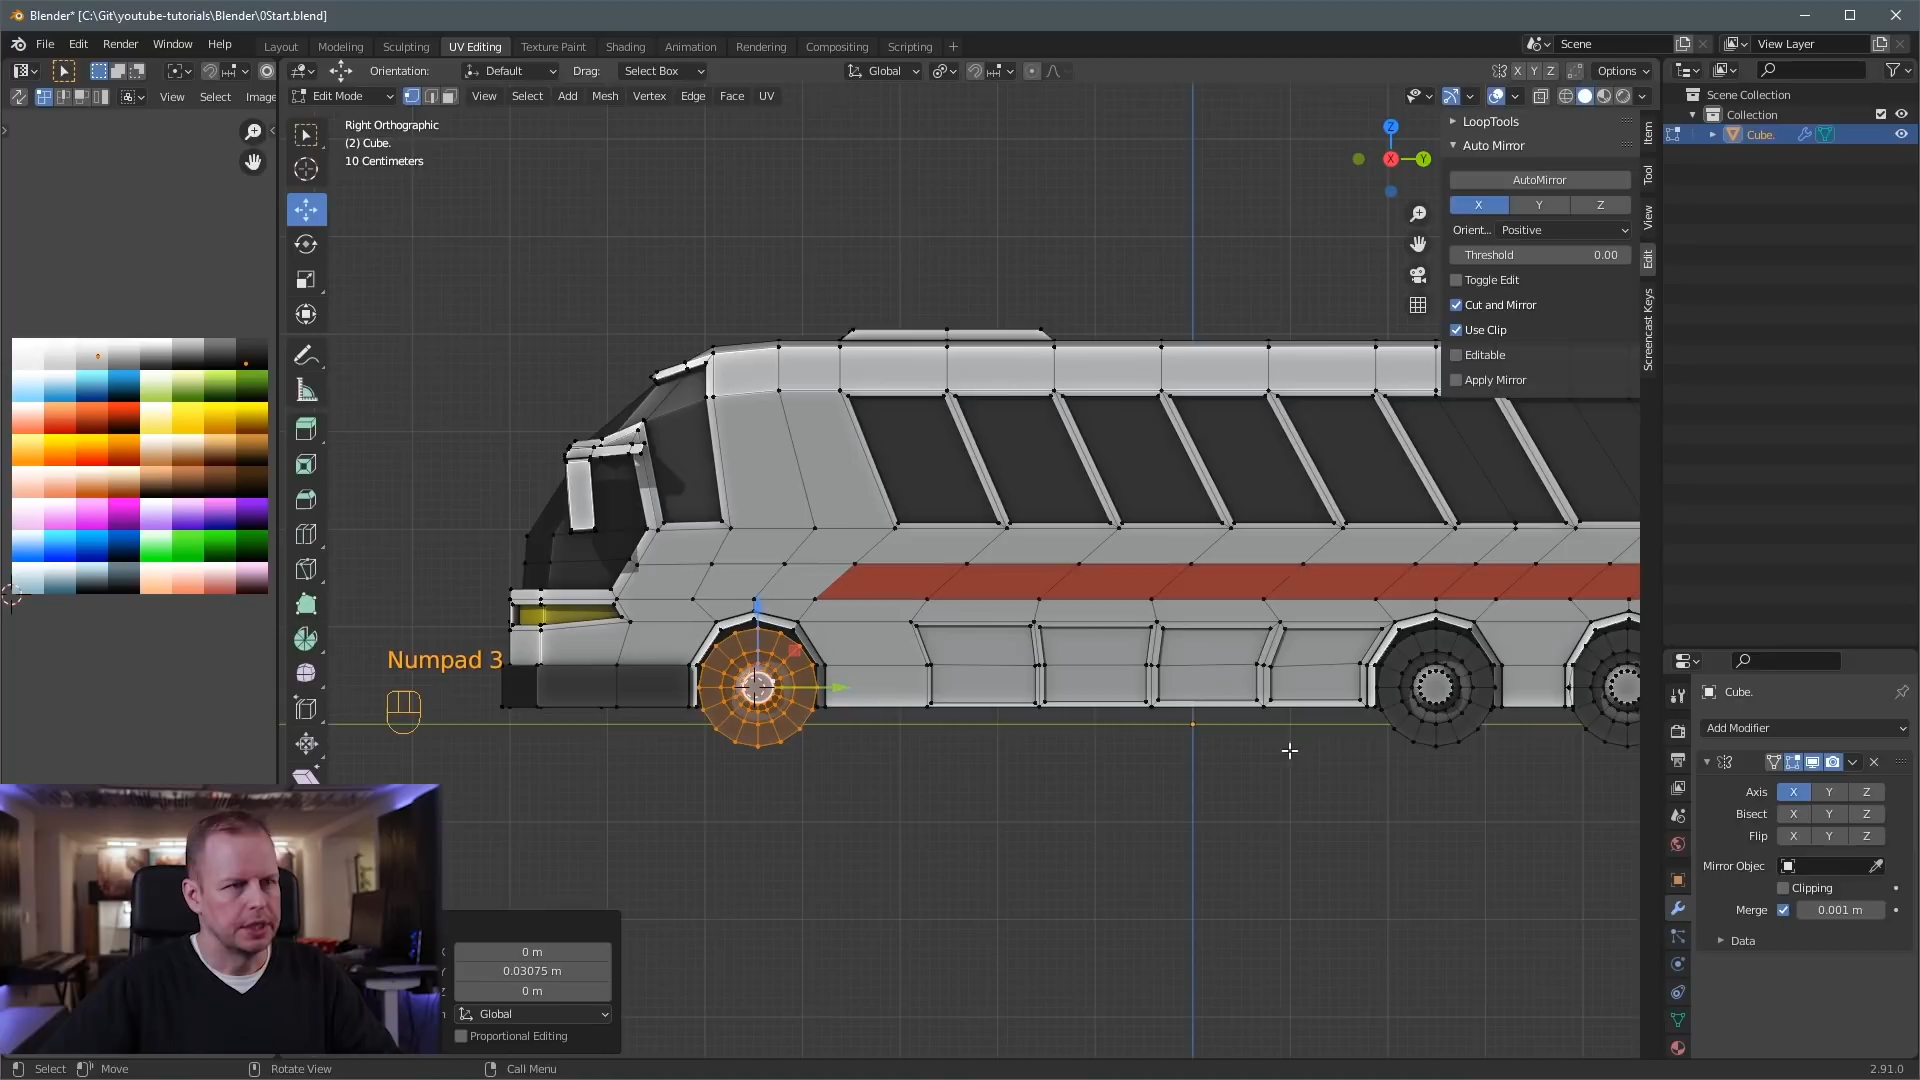 Blender* [C:\Git\youtube-tutorials\Blender\0Start.blend]
File Edit Render Window Help
Layout Modeling Sculpting UV Editing Texture Paint Shading Animation Rendering Compositing Scripting +
Scene
View Layer
Orientation: Default Drag: Select Box
Global
X Y Z
Options
View Select Image
Edit Mode View Select Add Mesh Vertex Edge Face UV
Right Orthographic
(2) Cube.
10 Centimeters
Z
X
Y
LoopTools
Auto Mirror
AutoMirror
X Y Z
Orient... Positive
Threshold 0.00
Toggle Edit
Cut and Mirror
Use Clip
Editable
Apply Mirror
Item
Tool
View
Edit
Screencast Keys
Scene Collection
Collection
Cube.
Numpad 3
0 m
0.03075 m
0 m
Global
Proportional Editing
Cube.
Add Modifier
Axis X Y Z
Bisect X Y Z
Flip X Y Z
Mirror Objec
Clipping
Merge 0.001 m
Data
Select Move Rotate View Call Menu
2.91.0